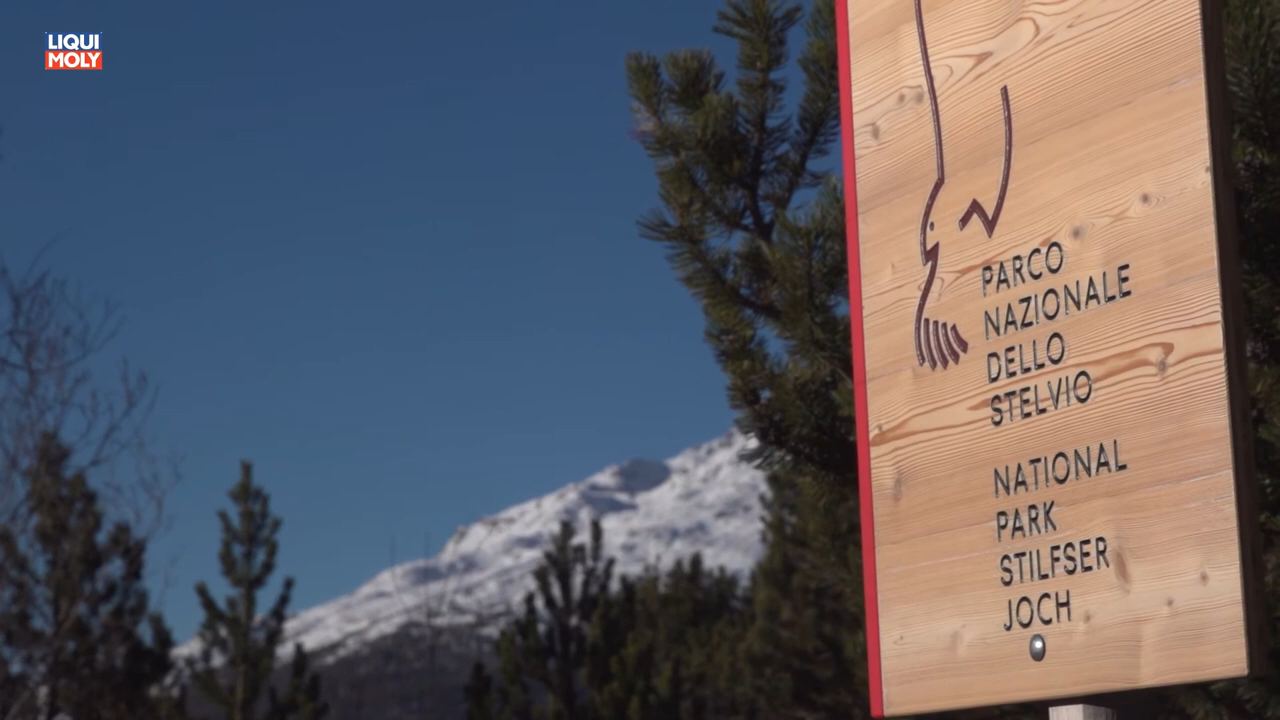 LIQUI
MOLY
PARCO
NAZIONALE
DELLO
STELVIO
NATIONAL
PARK
STILFSER
JOCH